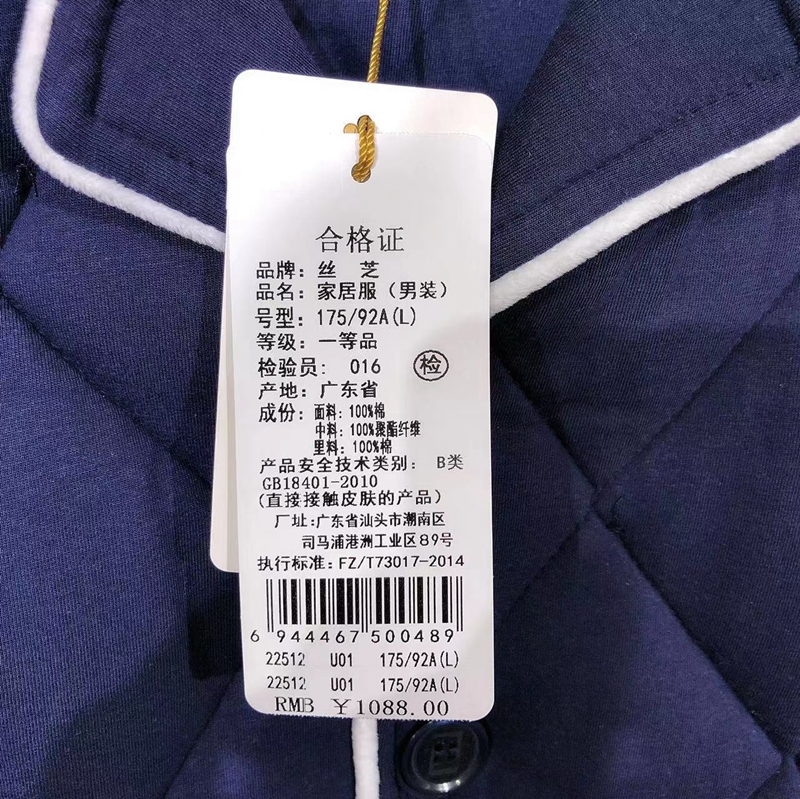 合格证
品牌：丝 芝
品名：家居服（男装）
号型：175/92A(L)
等级：一等品
检验员： 016 检
产地：广东省
成份：面料：100%棉
中料：100%聚酯纤维
里料：100%棉
产品安全技术类别： B类
GB18401-2010
(直接接触皮肤的产品)
厂址：广东省汕头市潮南区
司马浦港洲工业区89号
执行标准：FZ/T73017-2014
6 944467 500489
22512 U01 175/92A(L)
22512 U01 175/92A(L)
RMB ￥1088.00